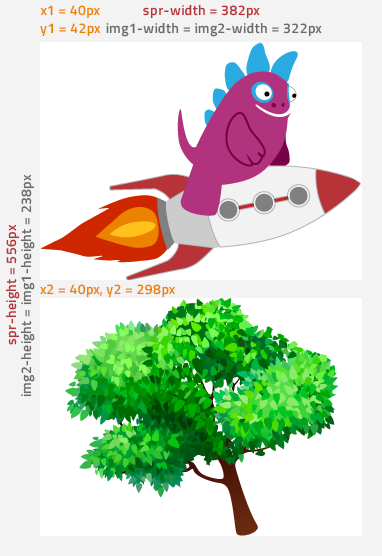 x1 = 40px spr-width = 382px
y1 = 42px img1-width = img2-width = 322px
spr-height = 556px
img2-height = img1-height = 238px
x2 = 40px, y2 = 298px